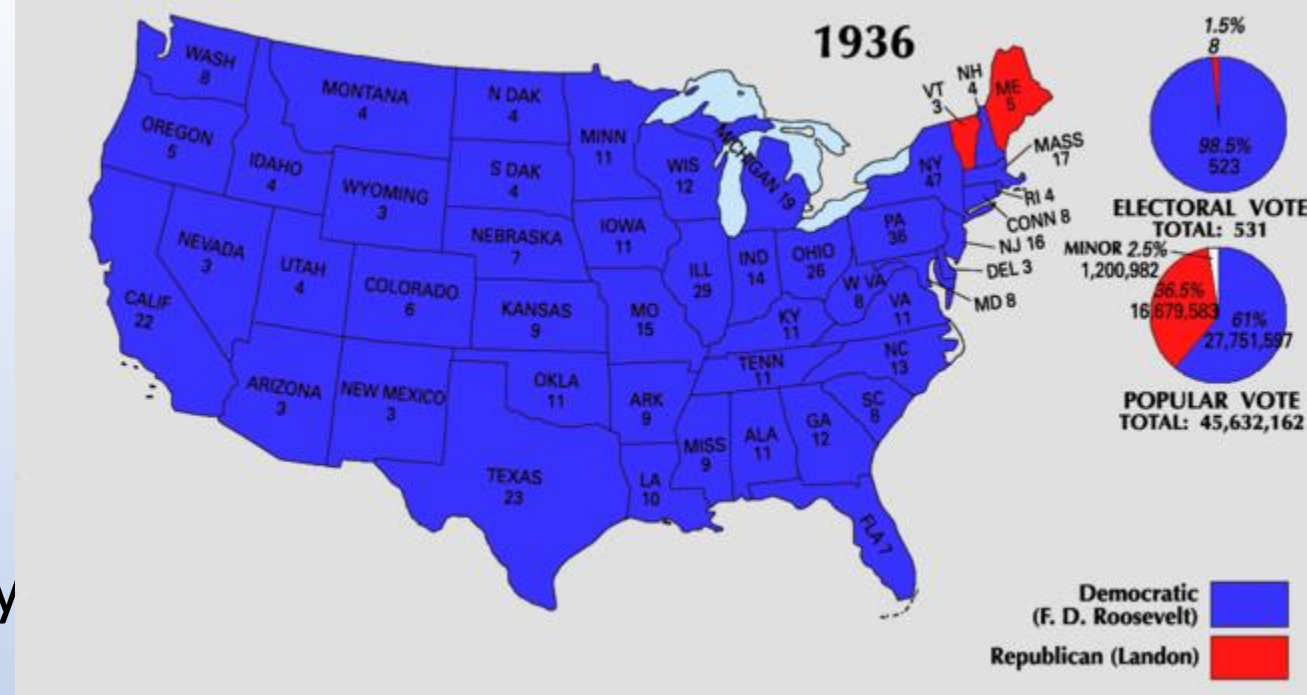 1936
WASH
8
OREGON
5
CALIF
22
NEVADA
3
IDAHO
4
MONTANA
4
WYOMING
3
UTAH
4
COLORADO
6
ARIZONA
3
NEW MEXICO
3
N DAK
4
S DAK
4
NEBRASKA
7
KANSAS
9
OKLA
11
TEXAS
23
MINN
11
IOWA
11
MO
15
ARK
9
LA
10
WIS
12
ILL
29
MICHIGAN 19
IND
14
OHIO
26
KY
11
TENN
11
MISS
9
ALA
11
GA
12
FLA 7
SC
8
NC
13
VA
11
W VA
8
PA
36
NY
47
VT
3
NH
4
ME
5
MASS
17
RI 4
CONN 8
NJ 16
DEL 3
MD 8
1.5%
8
98.5%
523
ELECTORAL VOTE
TOTAL: 531
MINOR 2.5%
1,200,982
36.5%
16,679,583
61%
27,751,597
POPULAR VOTE
TOTAL: 45,632,162
Democratic
(F. D. Roosevelt)
Republican (Landon)
y